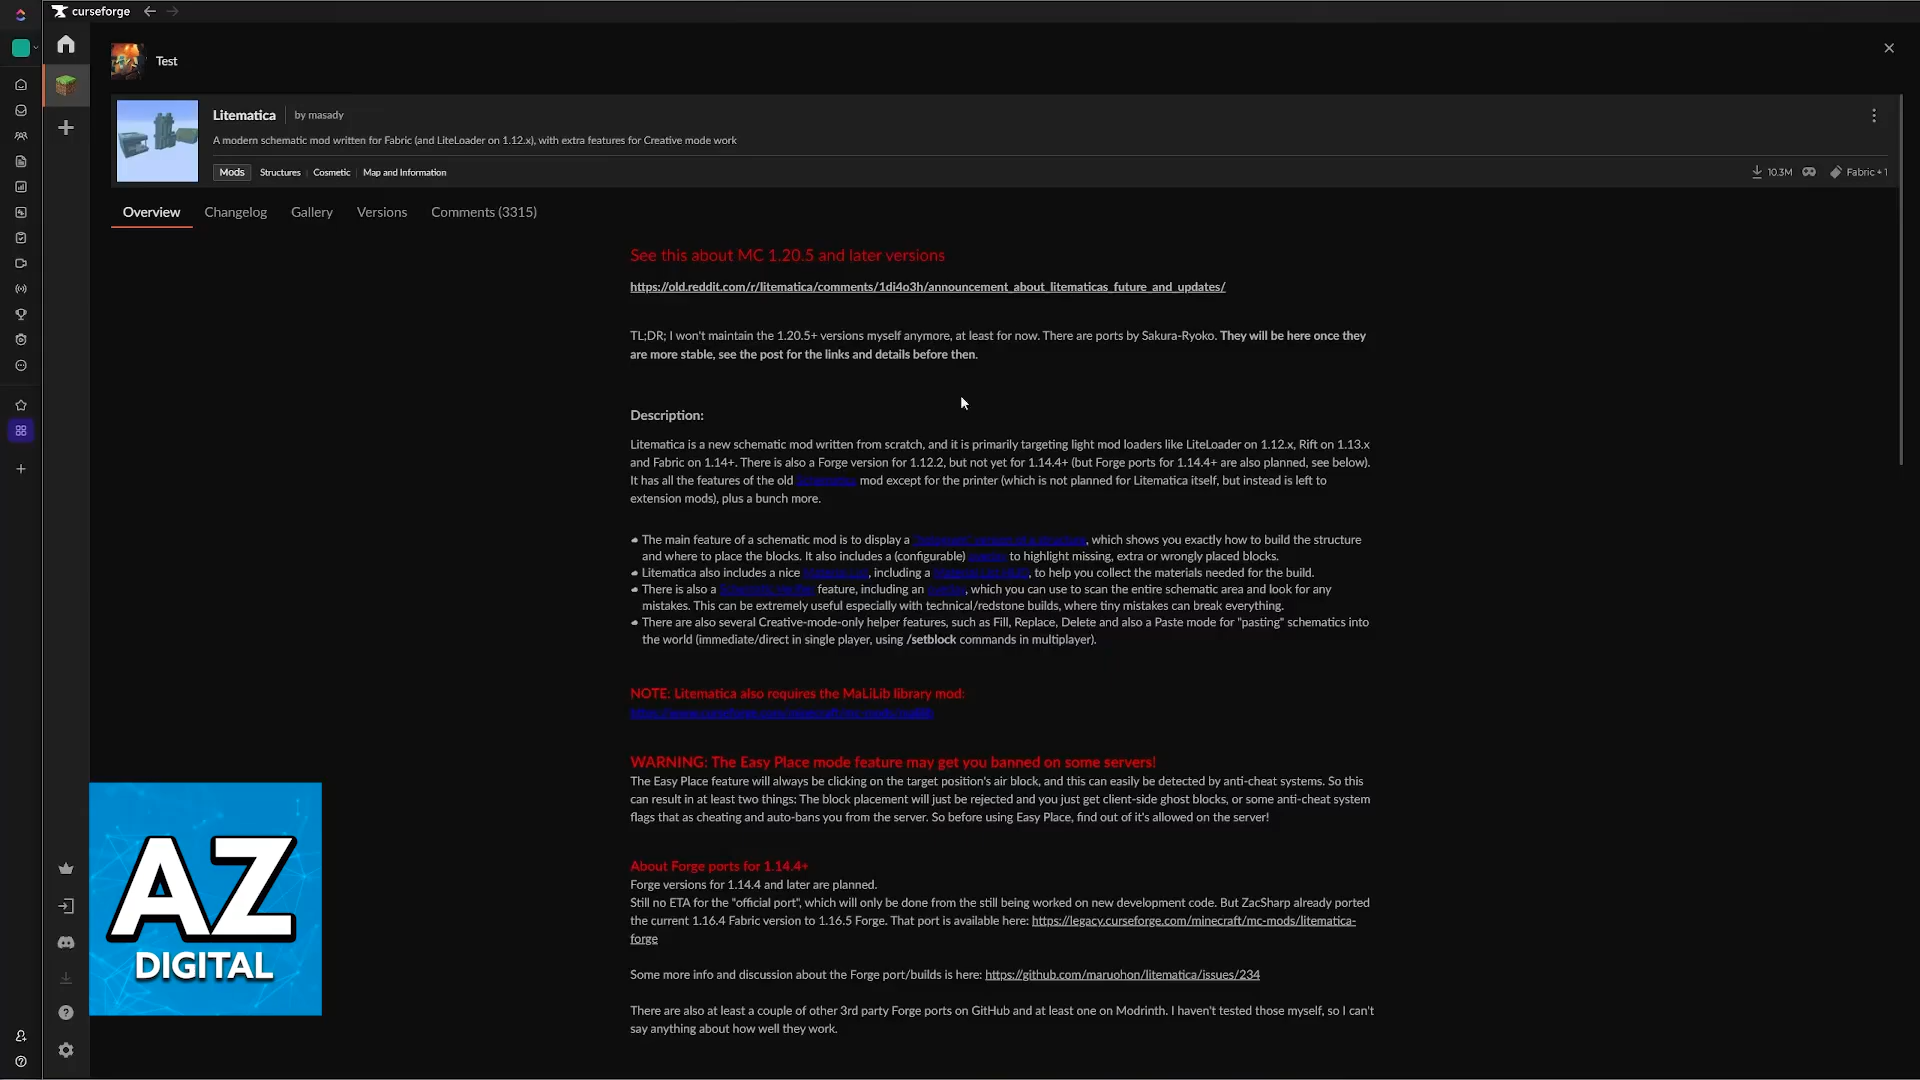 curseforge
Test
Litematica
by masady
A modern schematic mod written for Fabric (and LiteLoader on 1.12.x), with extra features for Creative mode work
Mods
Structures
Cosmetic
Map and Information
10.3M
Fabric + 1
Overview
Changelog
Gallery
Versions
Comments (3315)
See this about MC 1.20.5 and later versions
https://old.reddit.com/r/litematica/comments/1di4o3h/announcement_about_litematicas_future_and_updates/
TL;DR; I won't maintain the 1.20.5+ versions myself anymore, at least for now. There are ports by Sakura-Ryoko. They will be here once they
are more stable, see the post for the links and details before then.
Description:
Litematica is a new schematic mod written from scratch, and it is primarily targeting light mod loaders like LiteLoader on 1.12.x, Rift on 1.13.x
and Fabric on 1.14+. There is also a Forge version for 1.12.2, but not yet for 1.14.4+ (but Forge ports for 1.14.4+ are also planned, see below).
It has all the features of the old mod except for the printer (which is not planned for Litematica itself, but instead is left to
extension mods), plus a bunch more.
The main feature of a schematic mod is to display a , which shows you exactly how to build the structure
and where to place the blocks. It also includes a (configurable) to highlight missing, extra or wrongly placed blocks.
Litematica also includes a nice , including a , to help you collect the materials needed for the build.
There is also a feature, including an , which you can use to scan the entire schematic area and look for any
mistakes. This can be extremely useful especially with technical/redstone builds, where tiny mistakes can break everything.
There are also several Creative-mode-only helper features, such as Fill, Replace, Delete and also a Paste mode for "pasting" schematics into
the world (immediate/direct in single player, using /setblock commands in multiplayer).
NOTE: Litematica also requires the MaLiLib library mod:
https://www.curseforge.com/minecraft/mc-mods/malilib
WARNING: The Easy Place mode feature may get you banned on some servers!
The Easy Place feature will always be clicking on the target position's air block, and this can easily be detected by anti-cheat systems. So this
can result in at least two things: The block placement will just be rejected and you just get client-side ghost blocks, or some anti-cheat system
flags that as cheating and auto-bans you from the server. So before using Easy Place, find out of it's allowed on the server!
About Forge ports for 1.14.4+
Forge versions for 1.14.4 and later are planned.
Still no ETA for the "official port", which will only be done from the still being worked on new development code. But ZacSharp already ported
the current 1.16.4 Fabric version to 1.16.5 Forge. That port is available here: https://legacy.curseforge.com/minecraft/mc-mods/litematica-
forge
Some more info and discussion about the Forge port/builds is here: https://github.com/maruohon/litematica/issues/234
There are also at least a couple of other 3rd party Forge ports on GitHub and at least one on Modrinth. I haven't tested those myself, so I can't
say anything about how well they work.
AZ
DIGITAL